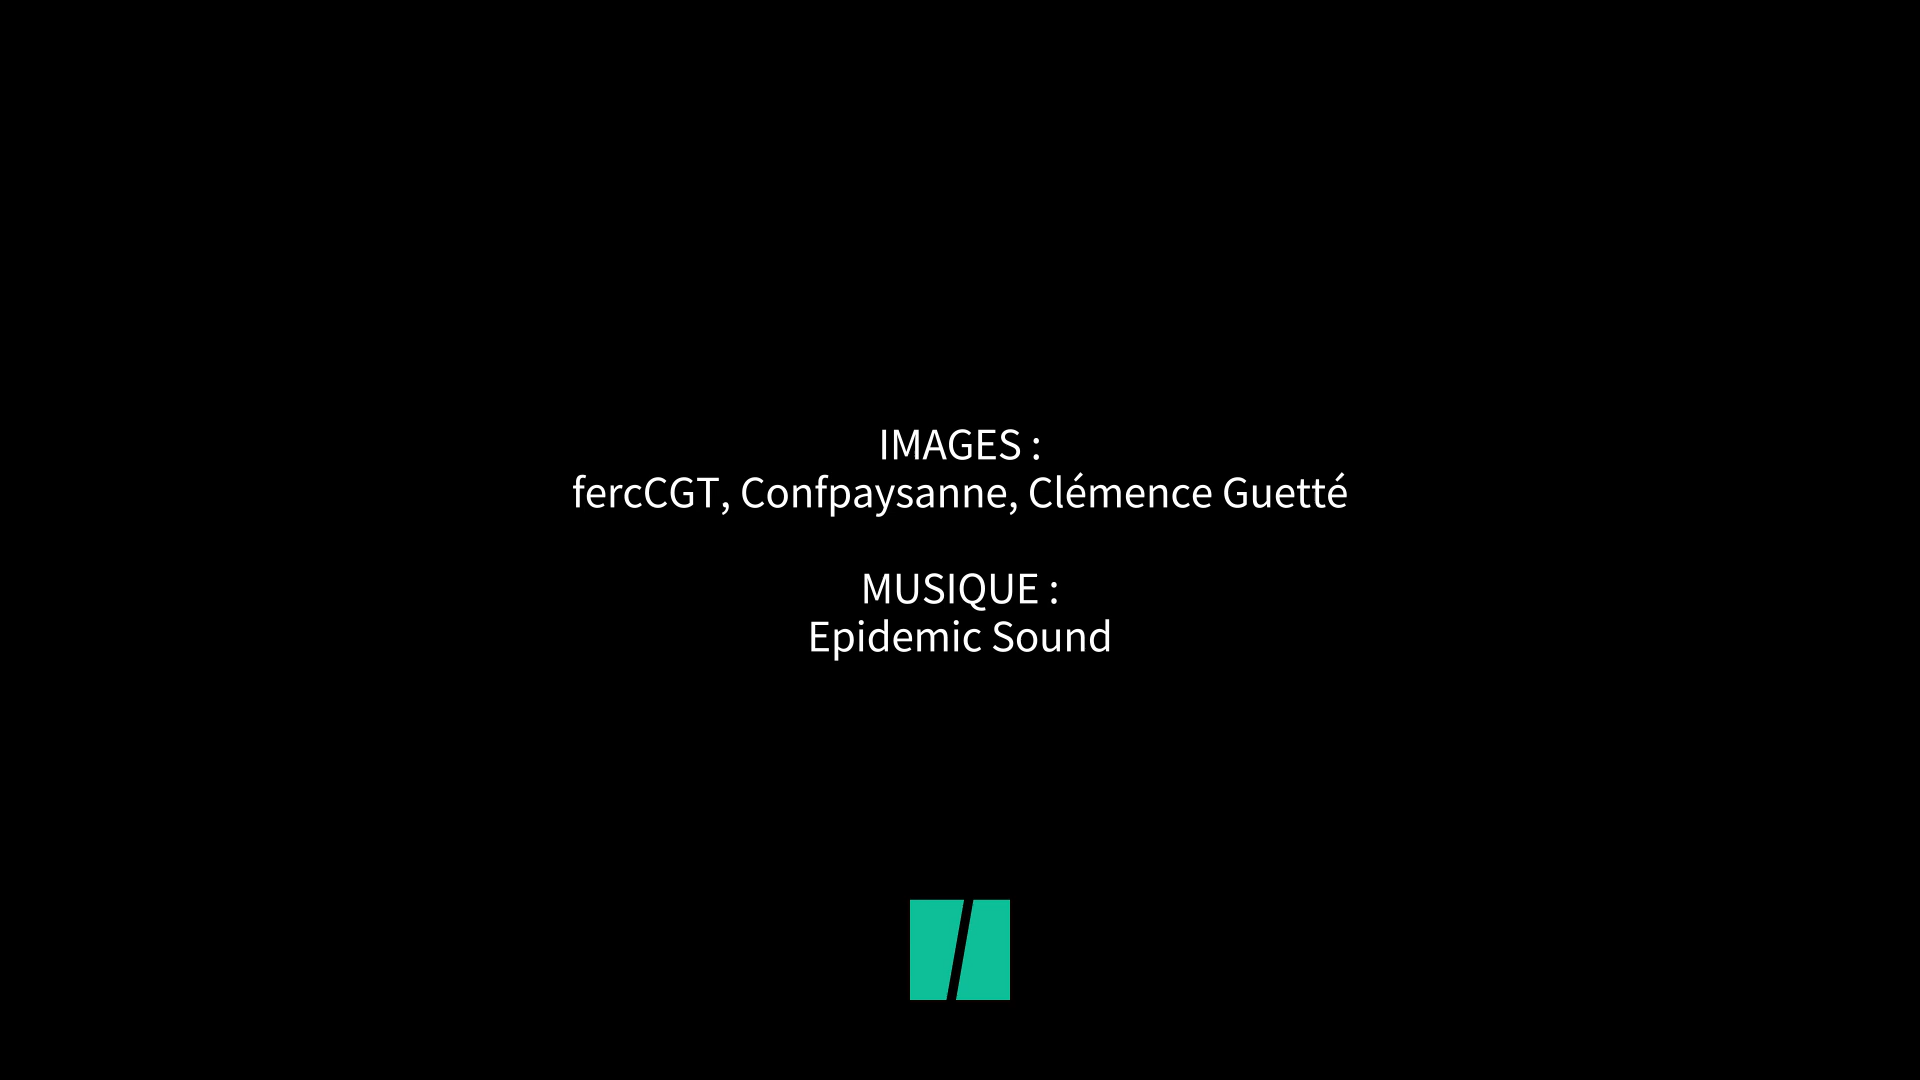 IMAGES :
fercCGT, Confpaysanne, Clémence Guetté
MUSIQUE :
Epidemic Sound